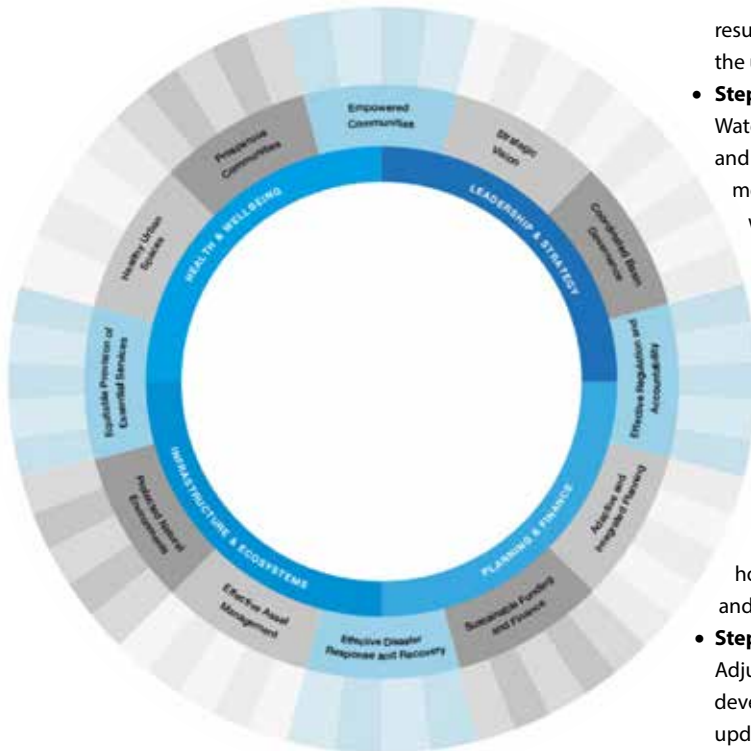 Empowered
Communities
Strategic
Vision
Coordinated Basin
Governance
Effective Regulation and
Accountability
Adaptive and
Integrated Planning
Sustainable Funding
and Finance
Effective Disaster
Response and Recovery
Effective Asset
Management
Protected Natural
Environments
Equitable Provision of
Essential Services
Healthy Urban
Spaces
Prosperous
Communities
HEALTH & WELLBEING
LEADERSHIP & STRATEGY
PLANNING & FINANCE
INFRASTRUCTURE & ECOSYSTEMS
resu
the
• Step
Wate
and
mo
ho
and
• Step
Adju
deve
upd